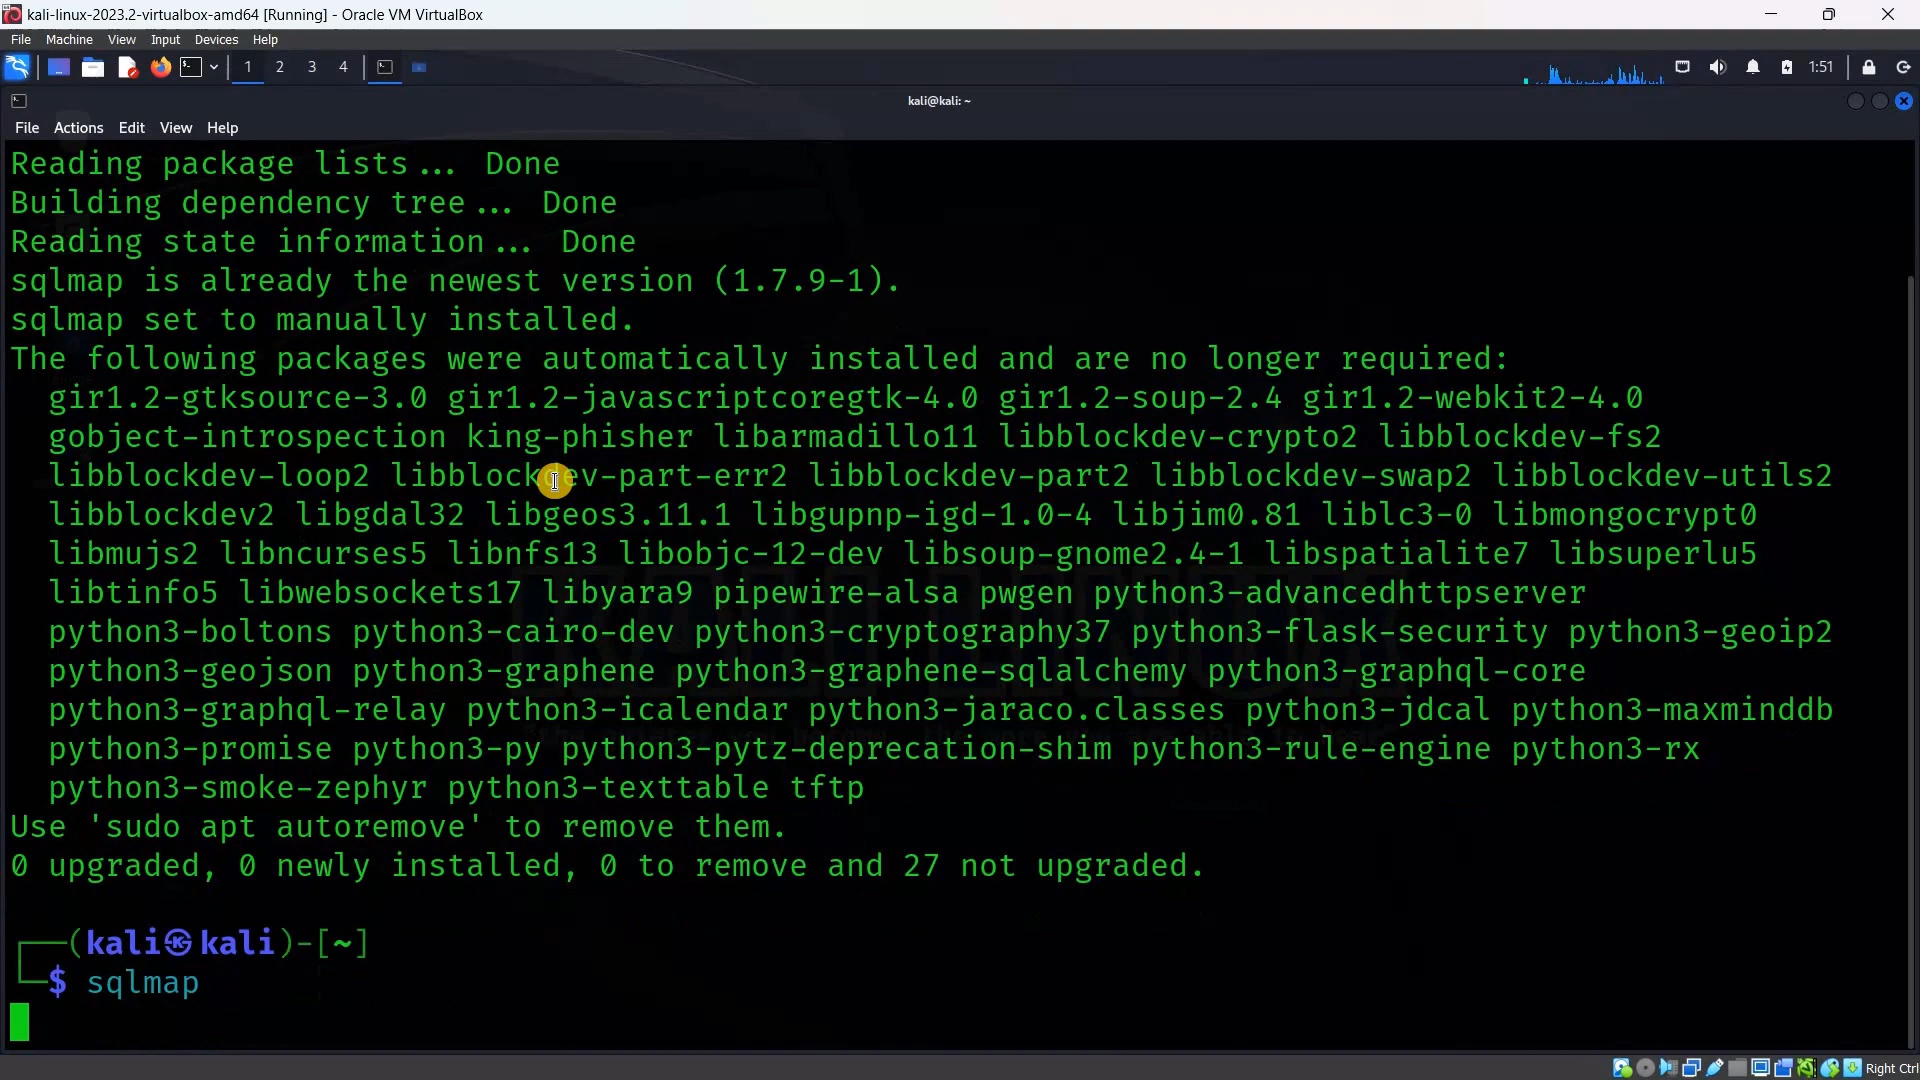 kali-linux-2023.2-virtualbox-amd64 [Running] - Oracle VM VirtualBox
File Machine View Input Devices Help
1 2 3 4 1:51
kali@kali: ~
File Actions Edit View Help
Reading package lists... Done
Building dependency tree... Done
Reading state information... Done
sqlmap is already the newest version (1.7.9-1).
sqlmap set to manually installed.
The following packages were automatically installed and are no longer required:
gir1.2-gtksource-3.0 gir1.2-javascriptcoregtk-4.0 gir1.2-soup-2.4 gir1.2-webkit2-4.0
gobject-introspection king-phisher libarmadillo11 libblockdev-crypto2 libblockdev-fs2
libblockdev-loop2 libblockdev-part-err2 libblockdev-part2 libblockdev-swap2 libblockdev-utils2
libblockdev2 libgdal32 libgeos3.11.1 libgupnp-igd-1.0-4 libjim0.81 liblc3-0 libmongocrypt0
libmujs2 libncurses5 libnfs13 libobjc-12-dev libsoup-gnome2.4-1 libspatialite7 libsuperlu5
libtinfo5 libwebsockets17 libyara9 pipewire-alsa pwgen python3-advancedhttpserver
python3-boltons python3-cairo-dev python3-cryptography37 python3-flask-security python3-geoip2
python3-geojson python3-graphene python3-graphene-sqlalchemy python3-graphql-core
python3-graphql-relay python3-icalendar python3-jaraco.classes python3-jdcal python3-maxminddb
python3-promise python3-py python3-pytz-deprecation-shim python3-rule-engine python3-rx
python3-smoke-zephyr python3-texttable tftp
Use 'sudo apt autoremove' to remove them.
0 upgraded, 0 newly installed, 0 to remove and 27 not upgraded.
┌──(kali㉿kali)-[~]
└─$ sqlmap
Right Ctrl